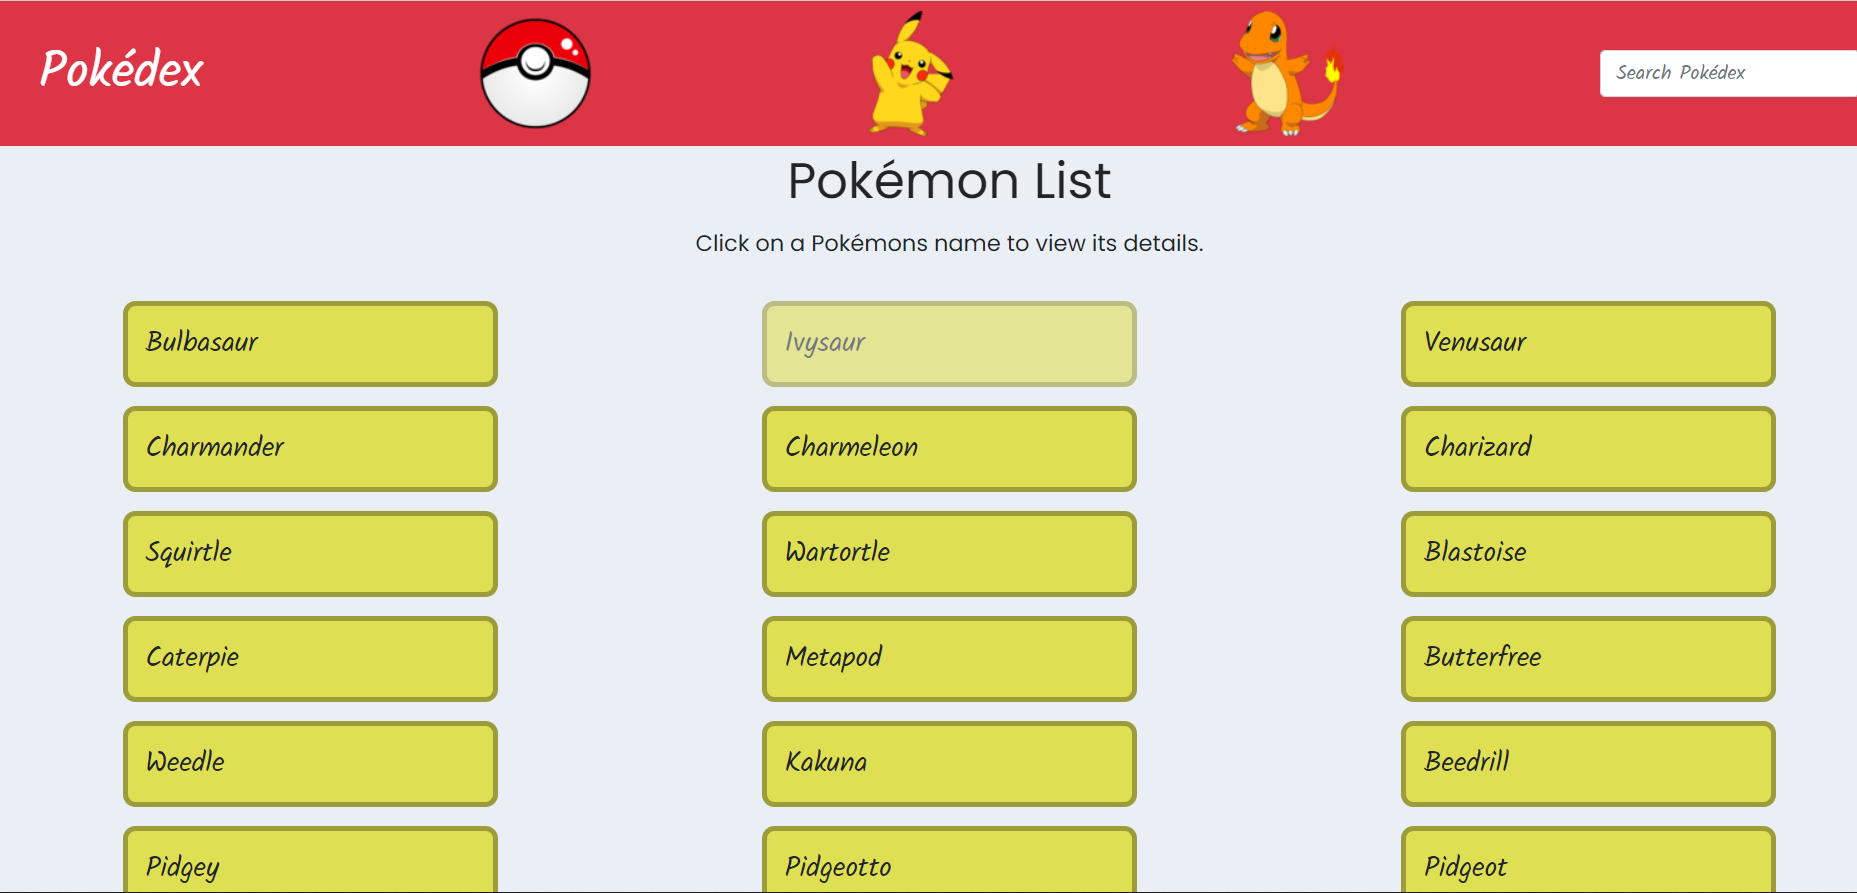 Pokédex
Search Pokédex
Pokémon List
Click on a Pokémons name to view its details.
Bulbasaur
Ivysaur
Venusaur
Charmander
Charmeleon
Charizard
Squirtle
Wartortle
Blastoise
Caterpie
Metapod
Butterfree
Weedle
Kakuna
Beedrill
Pidgey
Pidgeotto
Pidgeot